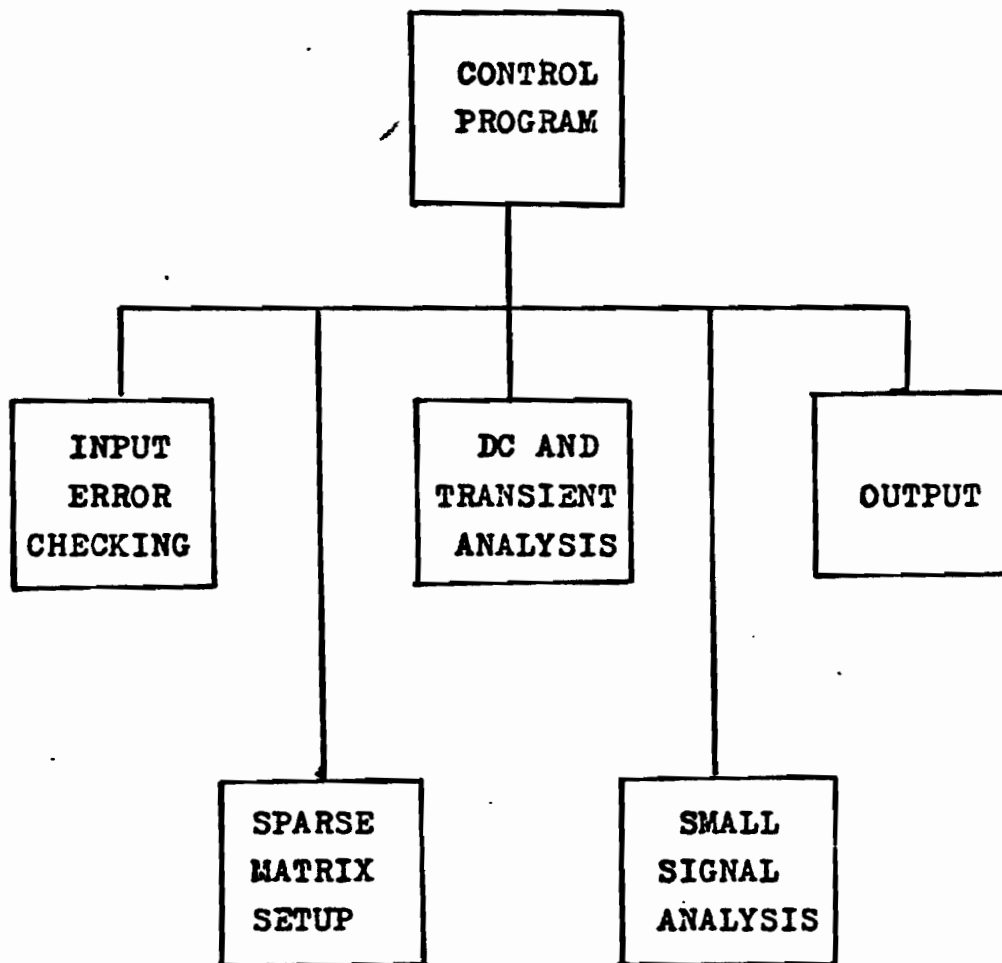 CONTROL
PROGRAM
INPUT
ERROR
CHECKING
DC AND
TRANSIENT
ANALYSIS
OUTPUT
SPARSE
MATRIX
SETUP
SMALL
SIGNAL
ANALYSIS